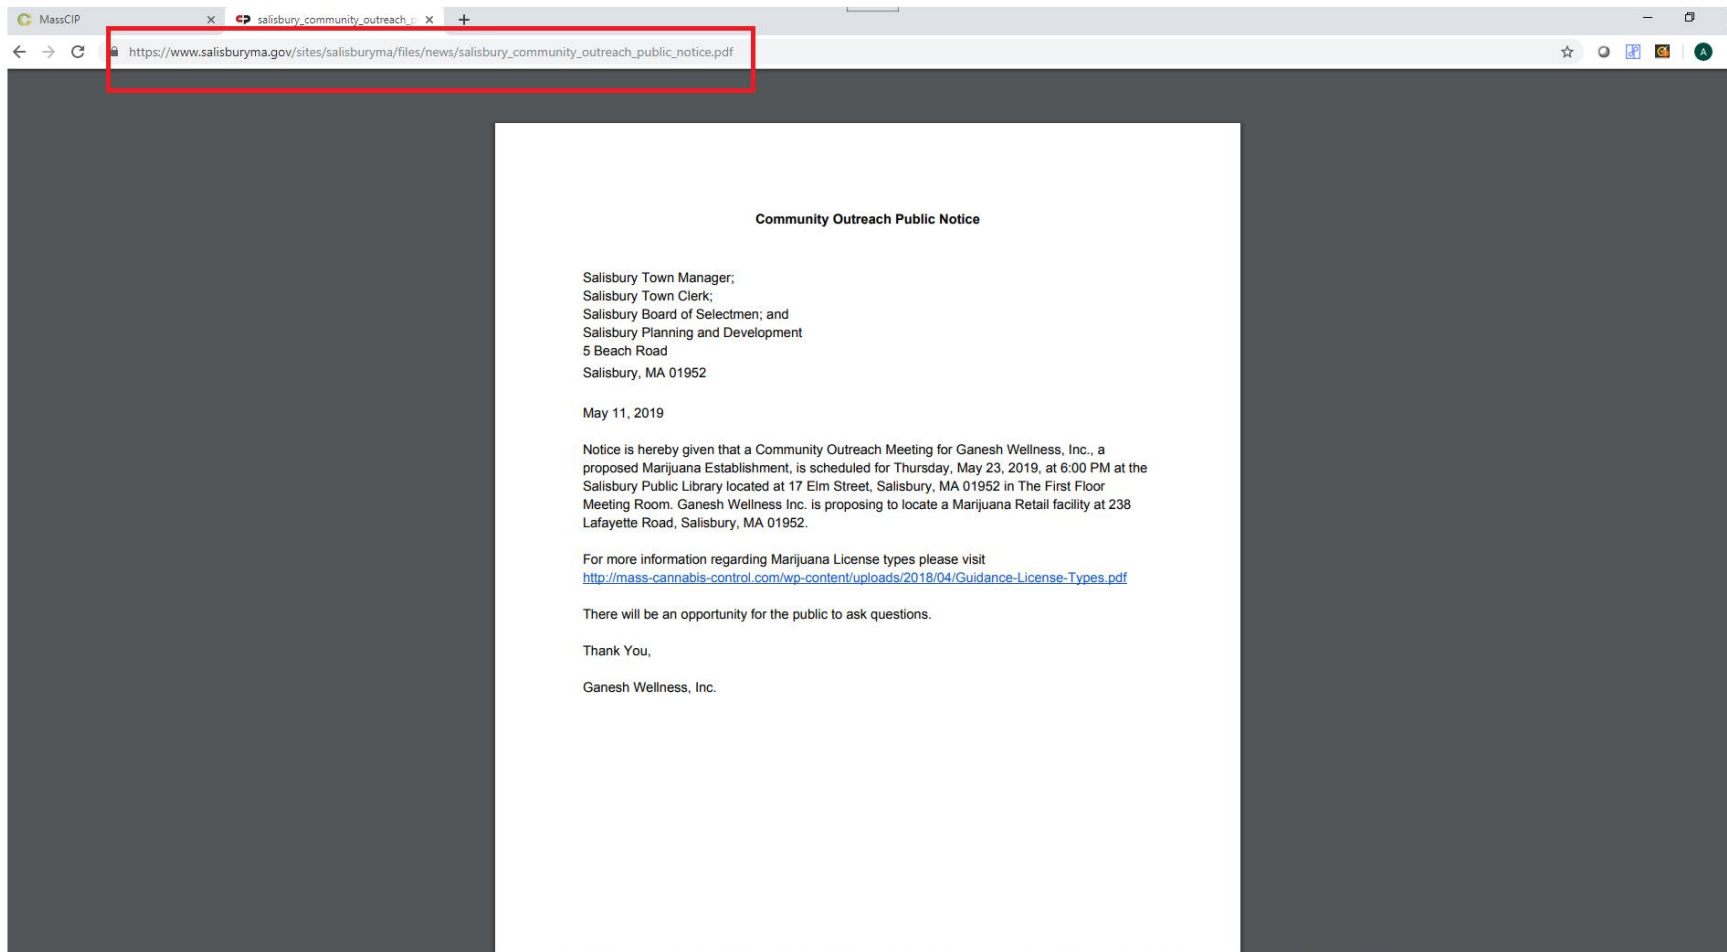 MassCIP
salisbury_community_outreach_p
https://www.salisburyma.gov/sites/salisburyma/files/news/salisbury_community_outreach_public_notice.pdf
A
Community Outreach Public Notice
Salisbury Town Manager;
Salisbury Town Clerk;
Salisbury Board of Selectmen; and
Salisbury Planning and Development
5 Beach Road
Salisbury, MA 01952
May 11, 2019
Notice is hereby given that a Community Outreach Meeting for Ganesh Wellness, Inc., a
proposed Marijuana Establishment, is scheduled for Thursday, May 23, 2019, at 6:00 PM at the
Salisbury Public Library located at 17 Elm Street, Salisbury, MA 01952 in The First Floor
Meeting Room. Ganesh Wellness Inc. is proposing to locate a Marijuana Retail facility at 238
Lafayette Road, Salisbury, MA 01952.
For more information regarding Marijuana License types please visit
http://mass-cannabis-control.com/wp-content/uploads/2018/04/Guidance-License-Types.pdf
There will be an opportunity for the public to ask questions.
Thank You,
Ganesh Wellness, Inc.